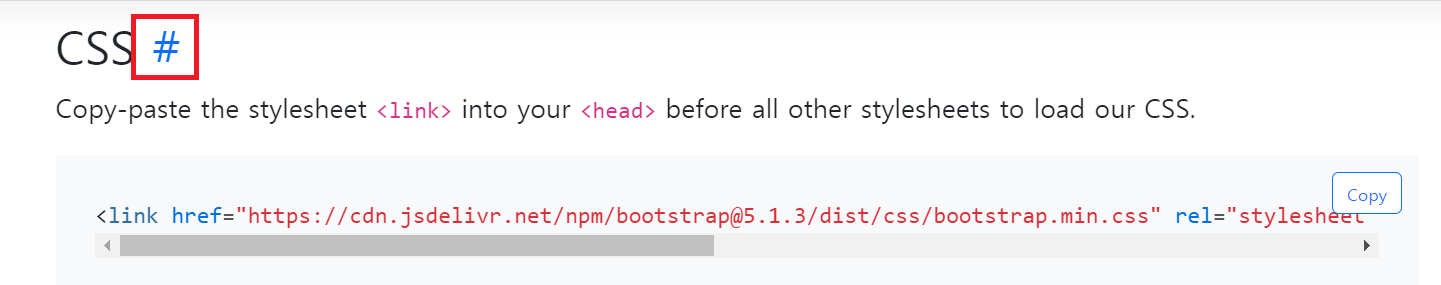 CSS #
Copy-paste the stylesheet <link> into your <head> before all other stylesheets to load our CSS.
Copy
<link href="https://cdn.jsdelivr.net/npm/bootstrap@5.1.3/dist/css/bootstrap.min.css" rel="stylesheet